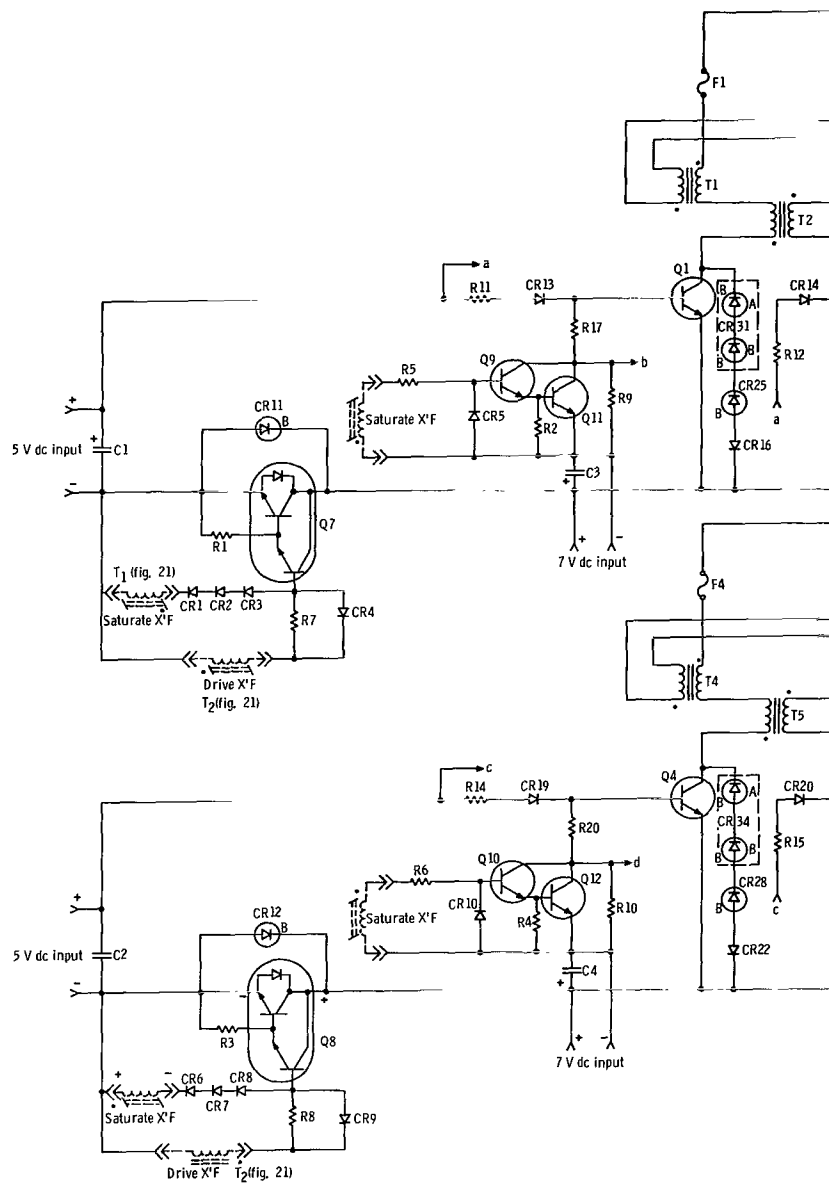 F1
T1
T2
a
Q1
CR14
R11
CR13
B
A
CR31
R17
B
B
R12
Q9
b
R5
CR25
B
Saturate X'F
CR5
R2
Q11
R9
a
+
CR11
B
CR16
5 V dc input
+
C1
+
C3
-
Q7
R1
+
-
7 V dc input
F4
T1 (fig. 21)
CR1
CR2
CR3
CR4
Saturate X'F
R7
T4
Drive X'F
T2(fig. 21)
T5
c
Q4
CR20
R14
CR19
B
A
CR34
R20
B
B
R15
Q10
d
R6
Q12
CR28
B
Saturate X'F
CR10
R4
R10
c
+
CR12
B
CR22
5 V dc input
C2
C4
+
-
-
+
R3
Q8
+
-
7 V dc input
+
-
CR6
CR8
CR7
CR9
Saturate X'F
R8
Drive X'F
T2(fig. 21)